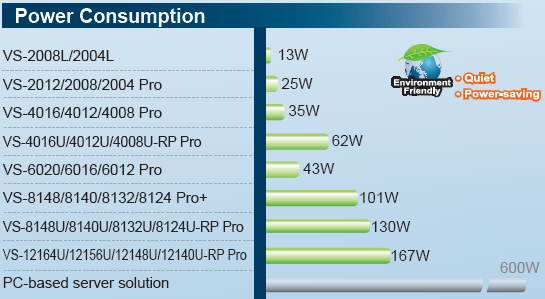 Power Consumption
VS-2008L/2004L 13W
VS-2012/2008/2004 Pro 25W
VS-4016/4012/4008 Pro 35W
VS-4016U/4012U/4008U-RP Pro 62W
VS-6020/6016/6012 Pro 43W
VS-8148/8140/8132/8124 Pro+ 101W
VS-8148U/8140U/8132U/8124U-RP Pro 130W
VS-12164U/12156U/12148U/12140U-RP Pro 167W
PC-based server solution 600W
Environment
Friendly
• Quiet
• Power-saving